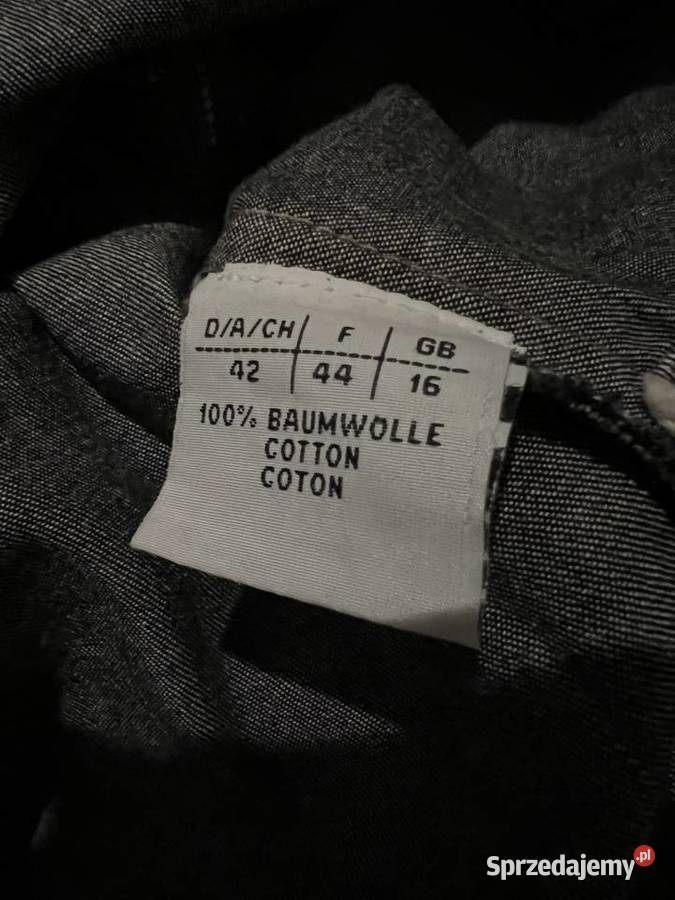 D/A/CH F GB
42 44 16
100% BAUMWOLLE
COTTON
COTON
Sprzedajemy.pl